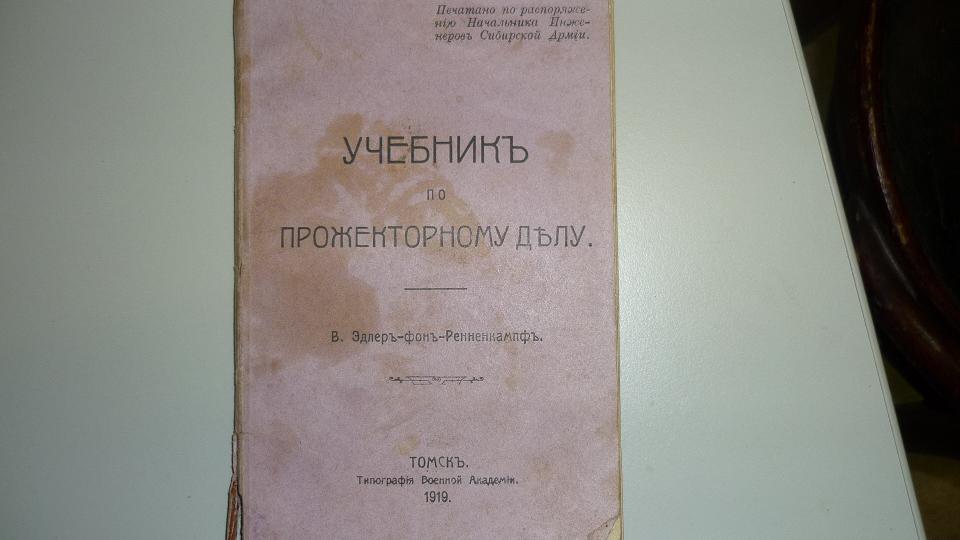 Печатано по распоряже-
нію Начальника Инже-
неровъ Сибирской Арміи.
УЧЕБНИКЪ
ПО
ПРОЖЕКТОРНОМУ ДѢЛУ.
В. Эдлеръ-фонъ-Ренненкампфъ.
ТОМСКЪ.
Типографія Военной Академіи.
1919.